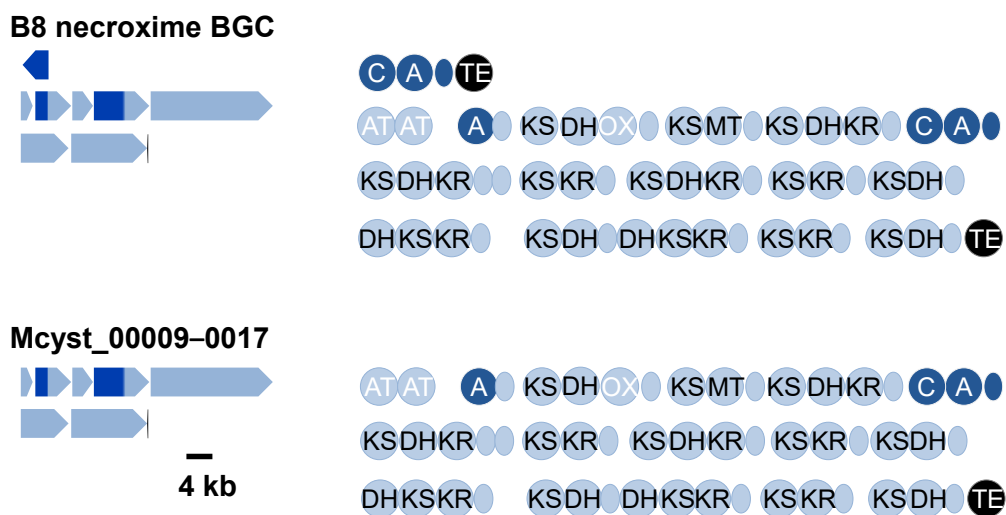 B8 necroxime BGC
C A TE
AT AT A KS DH OX KS MT KS DH KR C A
KS DH KR KS KR KS DH KR KS KR KS DH
DH KS KR KS DH DH KS KR KS KR KS DH TE
Mcyst_00009–0017
AT AT A KS DH OX KS MT KS DH KR C A
KS DH KR KS KR KS DH KR KS KR KS DH
4 kb
DH KS KR KS DH DH KS KR KS KR KS DH TE